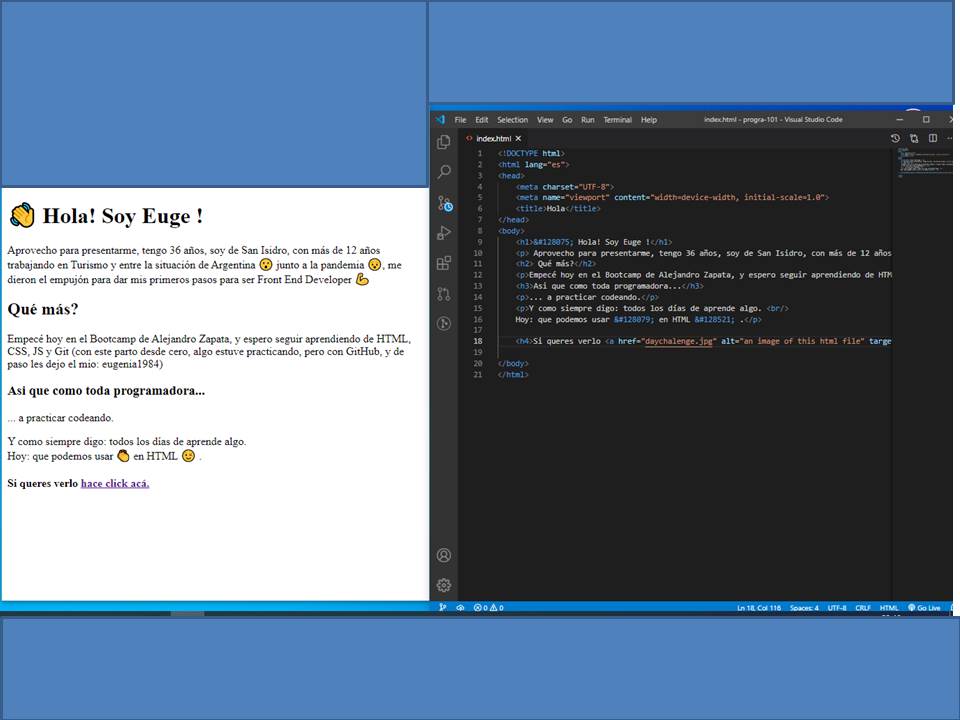 👋 Hola! Soy Euge !
Aprovecho para presentarme, tengo 36 años, soy de San Isidro, con más de 12 años
trabajando en Turismo y entre la situación de Argentina 😮 junto a la pandemia 😮, me
dieron el empujón para dar mis primeros pasos para ser Front End Developer 💪
Qué más?
Empecé hoy en el Bootcamp de Alejandro Zapata, y espero seguir aprendiendo de HTML,
CSS, JS y Git (con este parto desde cero, algo estuve practicando, pero con GitHub, y de
paso les dejo el mio: eugenia1984)
Asi que como toda programadora...
... a practicar codeando.
Y como siempre digo: todos los días de aprende algo.
Hoy: que podemos usar 👏 en HTML 😉 .
Si queres verlo hace click acá.
File Edit Selection View Go Run Terminal Help index.html - progra-101 - Visual Studio Code
index.html
1 <!DOCTYPE html>
2 <html lang="es">
3 <head>
4 <meta charset="UTF-8">
5 <meta name="viewport" content="width=device-width, initial-scale=1.0">
6 <title>Hola</title>
7 </head>
8 <body>
9 <h1>&#128075; Hola! Soy Euge !</h1>
10 <p> Aprovecho para presentarme, tengo 36 años, soy de San Isidro, con más de 12 años
11 <h2> Qué más?</h2>
12 <p>Empecé hoy en el Bootcamp de Alejandro Zapata, y espero seguir aprendiendo de HTM
13 <h3>Asi que como toda programadora...</h3>
14 <p>... a practicar codeando.</p>
15 <p>Y como siempre digo: todos los días de aprende algo. <br/>
16 Hoy: que podemos usar &#128079; en HTML &#128521; .</p>
17
18 <h4>Si queres verlo <a href="daychalenge.jpg" alt="an image of this html file" targe
19
20 </body>
21 </html>
0 0 Ln 18, Col 116 Spaces: 4 UTF-8 CRLF HTML Go Live